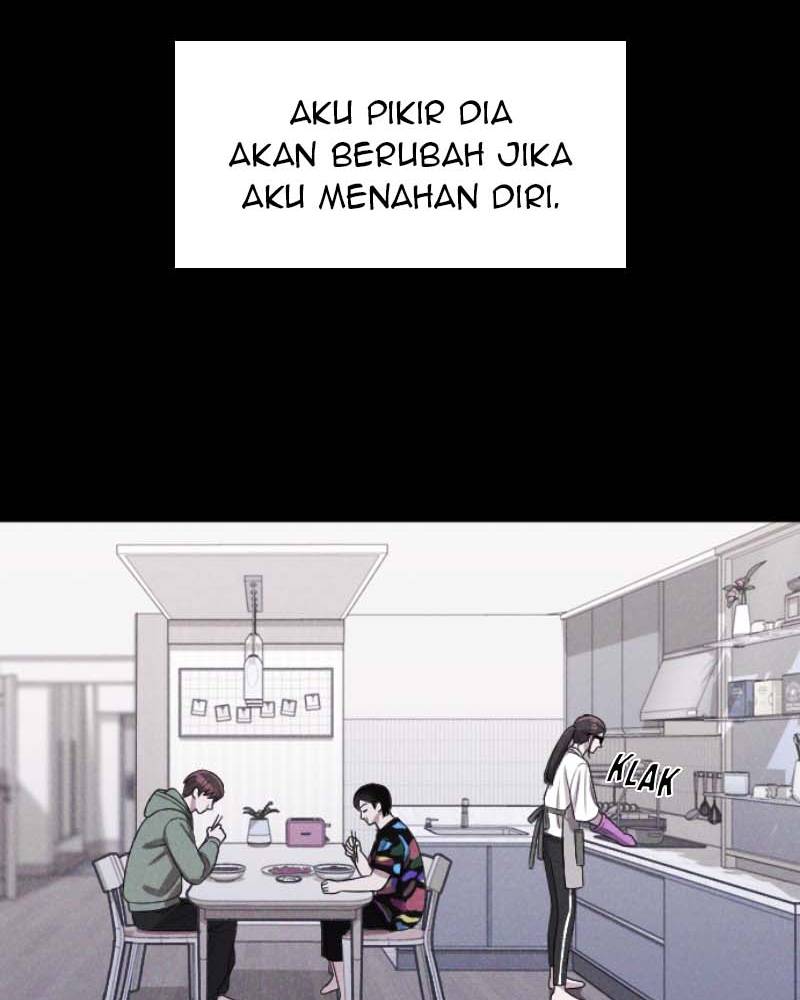 AKU PIKIR DIA
AKAN BERUBAH JIKA
AKU MENAHAN DIRI.
KLAK